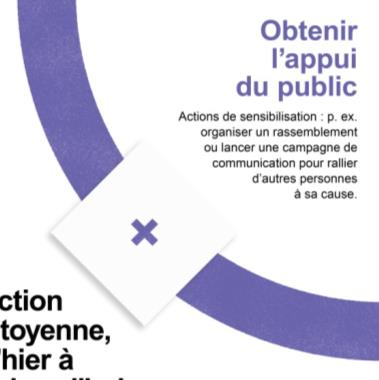 Obtenir
l'appui
du public
Actions de sensibilisation : p. ex.
organiser un rassemblement
ou lancer une campagne de
communication pour rallier
d'autres personnes
à sa cause.
ction
toyenne,
'hier à